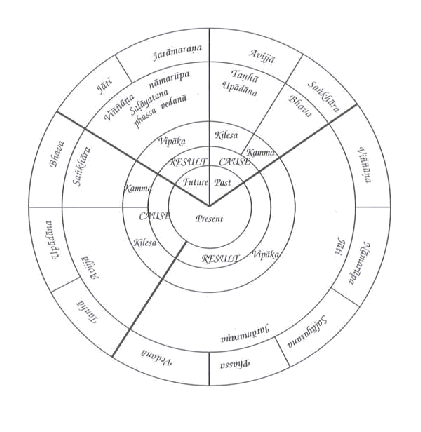 Avijjā
Saṅkhāra
Viññāṇa
Nāmarūpa
Saḷāyatana
Phassa
Vedanā
Taṇhā
Upādāna
Bhava
Jāti
Jarāmaraṇa
Taṇhā
Upādāna
Bhava
Jāti
Jarāmaraṇa
Avijjā
Saṅkhāra
Viññāṇa
nāmarūpa
Saḷāyatana
phassa vedanā
Kilesa
Kamma
Vipāka
Kilesa
Kamma
Vipāka
CAUSE
RESULT
CAUSE
RESULT
Past
Present
Future